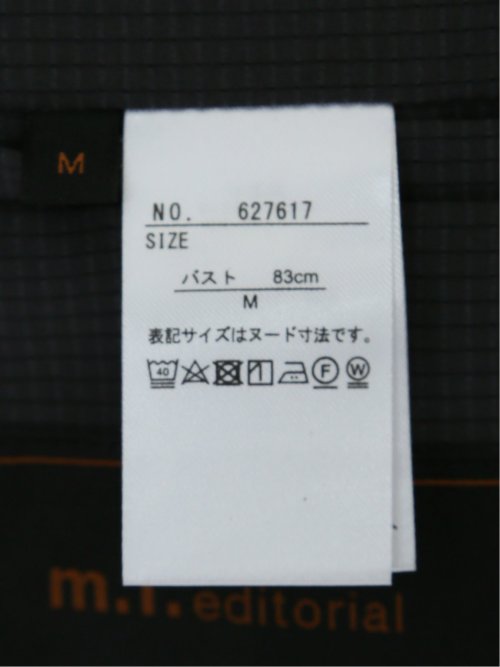 M
NO. 627617
SIZE
バスト 83cm
M
表記サイズはヌード寸法です。
40 F W
m.f.editorial